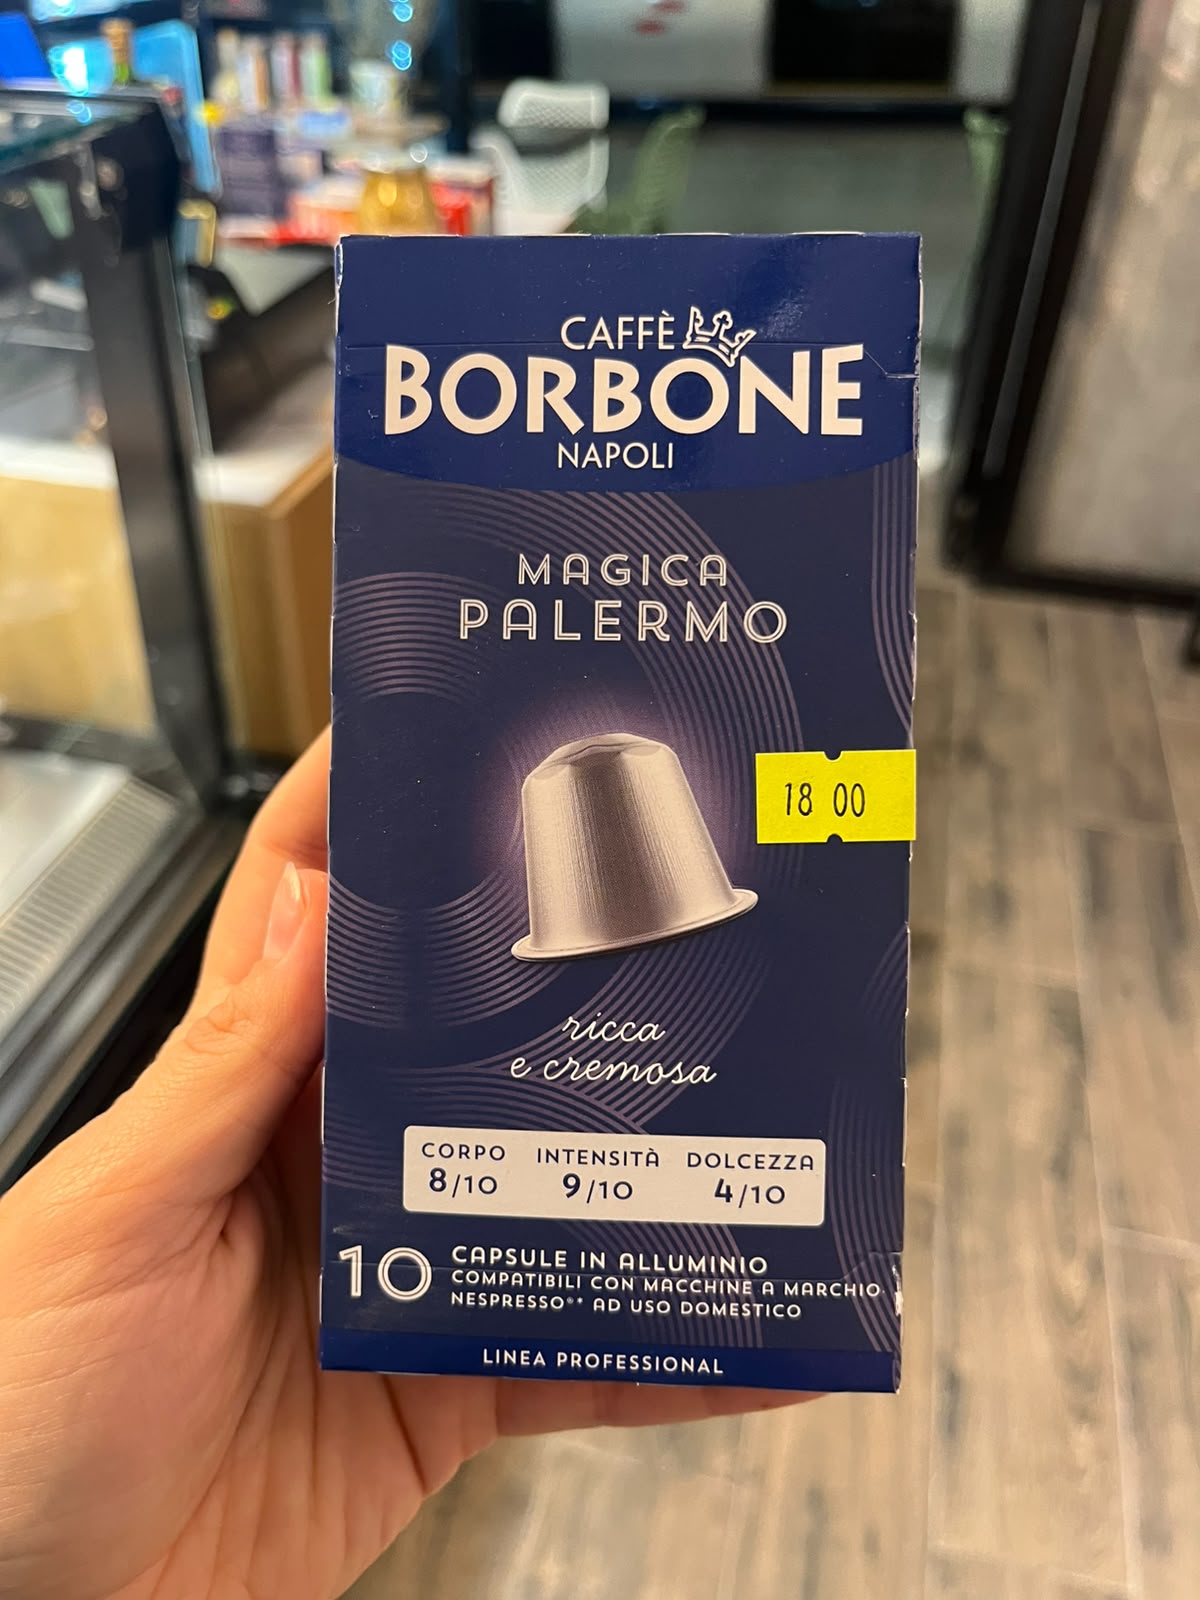 CAFFÈ
BORBONE
NAPOLI
MAGICA
PALERMO
18 00
ricca
e cremosa
CORPO INTENSITÀ DOLCEZZA
8/10 9/10 4/10
10 CAPSULE IN ALLUMINIO
COMPATIBILI CON MACCHINE A MARCHIO
NESPRESSO®* AD USO DOMESTICO
LINEA PROFESSIONAL